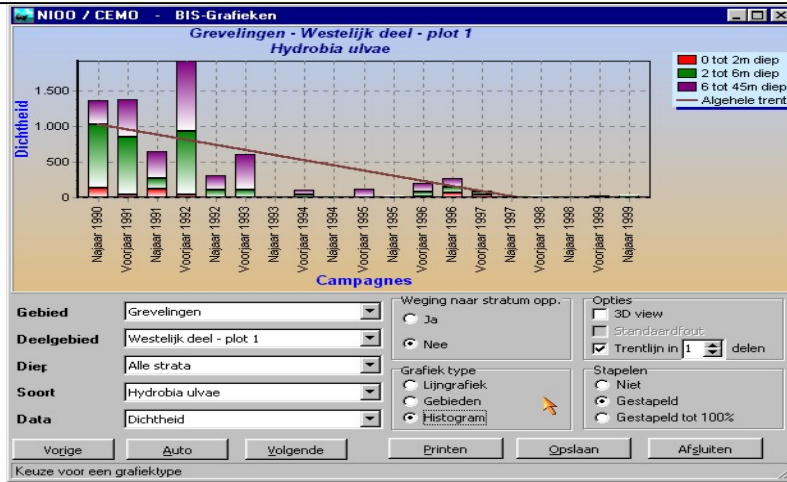 NIOO / CEMO - BIS-Grafieken
Grevelingen - Westelijk deel - plot 1
Hydrobia ulvae
0 tot 2m diep
2 tot 6m diep
6 tot 45m diep
Algehele trent
Dichtheid
1.500
1.000
500
0
Najaar 1990
Voorjaar 1991
Najaar 1991
Voorjaar 1992
Najaar 1992
Voorjaar 1993
Najaar 1993
Voorjaar 1994
Najaar 1994
Voorjaar 1995
Najaar 1995
Voorjaar 1996
Najaar 1996
Voorjaar 1997
Najaar 1997
Voorjaar 1998
Najaar 1998
Voorjaar 1999
Najaar 1999
Campagnes
Gebied
Grevelingen
Deelgebied
Westelijk deel - plot 1
Diep
Alle strata
Soort
Hydrobia ulvae
Data
Dichtheid
Weging naar stratum opp.
Ja
Nee
Grafiek type
Lijngrafiek
Gebieden
Histogram
Opties
3D view
Standaardfout
Trentlijn in 1 delen
Stapelen
Niet
Gestapeld
Gestapeld tot 100%
Vorige
Auto
Volgende
Printen
Opslaan
Afsluiten
Keuze voor een grafiektype